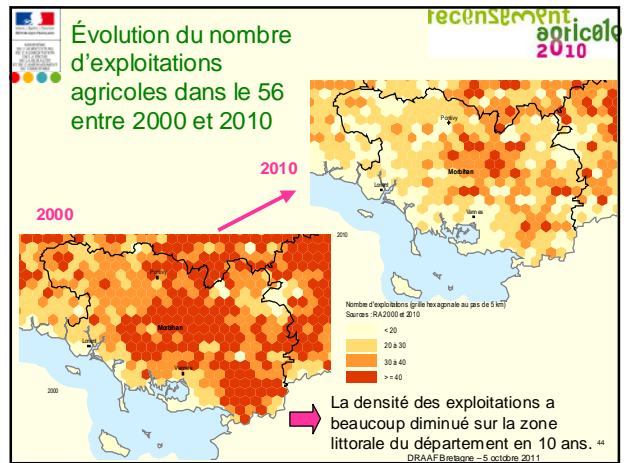 recensement
agricole
2010
Évolution du nombre
d'exploitations
agricoles dans le 56
entre 2000 et 2010
2010
Pontivy
Morbihan
Lorient
Vannes
2010
2000
Pontivy
Morbihan
Lorient
Vannes
2000
Nombre d'exploitations (grille hexagonale au pas de 5 km)
Sources : RA 2000 et 2010
< 20
20 à 30
30 à 40
> = 40
La densité des exploitations a
beaucoup diminué sur la zone
littorale du département en 10 ans. 44
DRAAF Bretagne – 5 octobre 2011